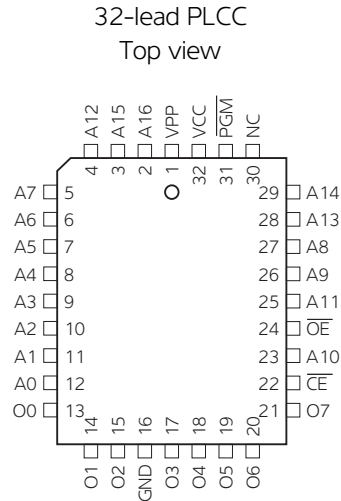 32-lead PLCC
Top view
A12 A15 A16 VPP VCC P̅G̅M̅ NC
4 3 2 1 32 31 30
A7 5 29 A14
A6 6 28 A13
A5 7 27 A8
A4 8 26 A9
A3 9 25 A11
A2 10 24 O̅E̅
A1 11 23 A10
A0 12 22 C̅E̅
O0 13 21 O7
14 15 16 17 18 19 20
O1 O2 GND O3 O4 O5 O6